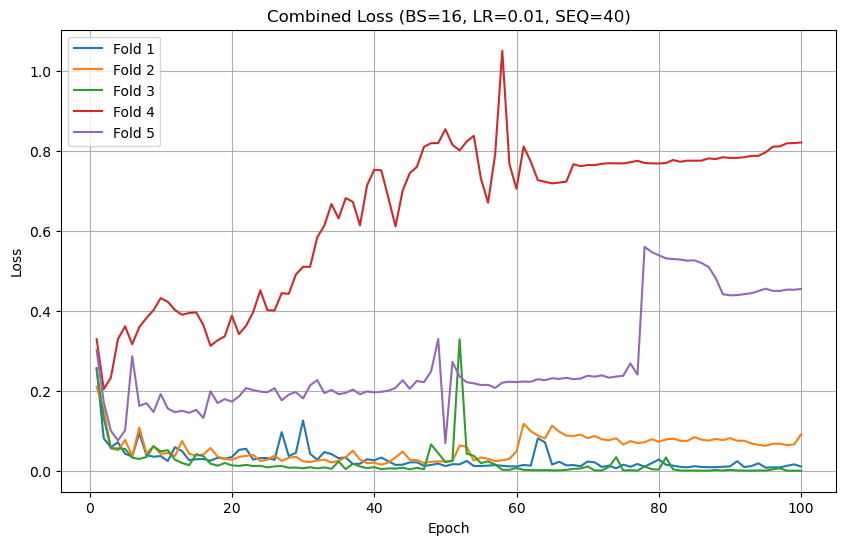 Combined Loss (BS=16, LR=0.01, SEQ=40)
Fold 1
Fold 2
Fold 3
Fold 4
Fold 5
Loss
1.0
0.8
0.6
0.4
0.2
0.0
0 20 40 60 80 100
Epoch